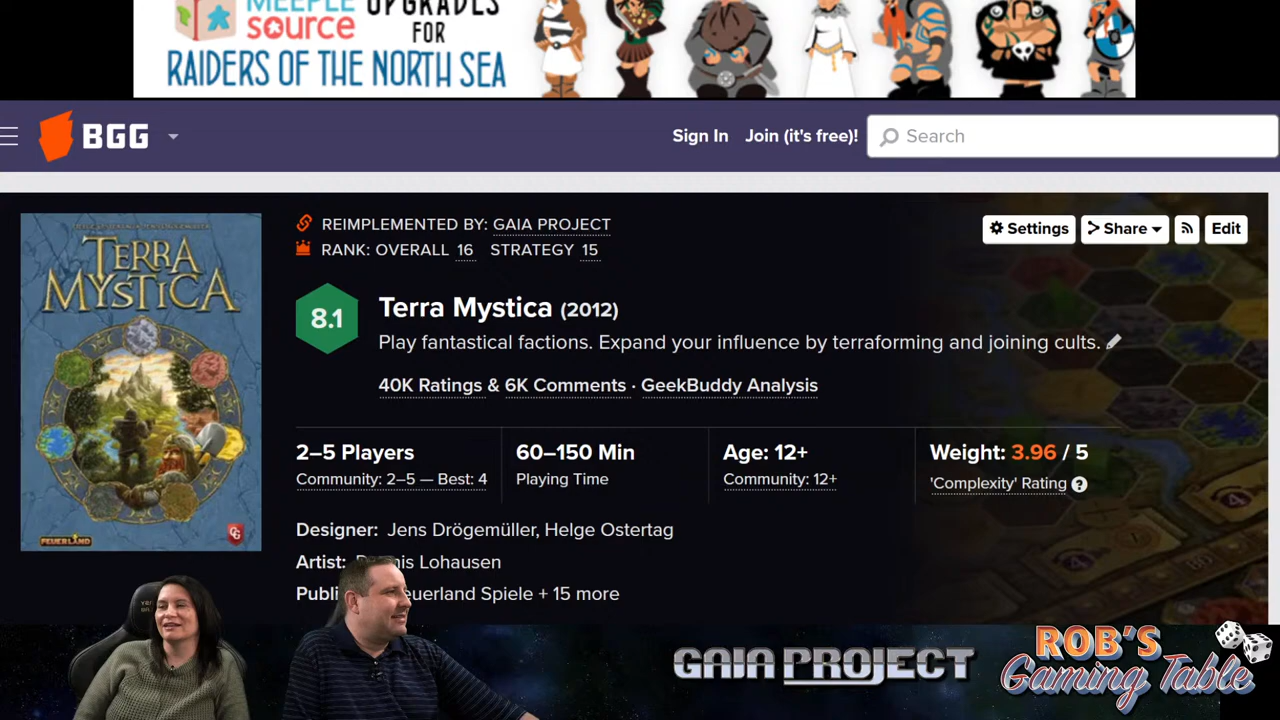 MEEPLE
source
UPGRADES
FOR
RAIDERS OF THE NORTH SEA
BGG
Sign In
Join (it's free)!
Search
REIMPLEMENTED BY: GAIA PROJECT
RANK: OVERALL 16 STRATEGY 15
Settings
Share
Edit
TERRA
MYSTICA
FEUERLAND
8.1
Terra Mystica (2012)
Play fantastical factions. Expand your influence by terraforming and joining cults.
40K Ratings & 6K Comments · GeekBuddy Analysis
2–5 Players
60–150 Min
Age: 12+
Weight: 3.96 / 5
Community: 2–5 — Best: 4
Playing Time
Community: 12+
'Complexity' Rating ?
Designer: Jens Drögemüller, Helge Ostertag
Artist: Lohausen
Spiele + 15 more
GAIA PROJECT
ROB'S
Gaming Table